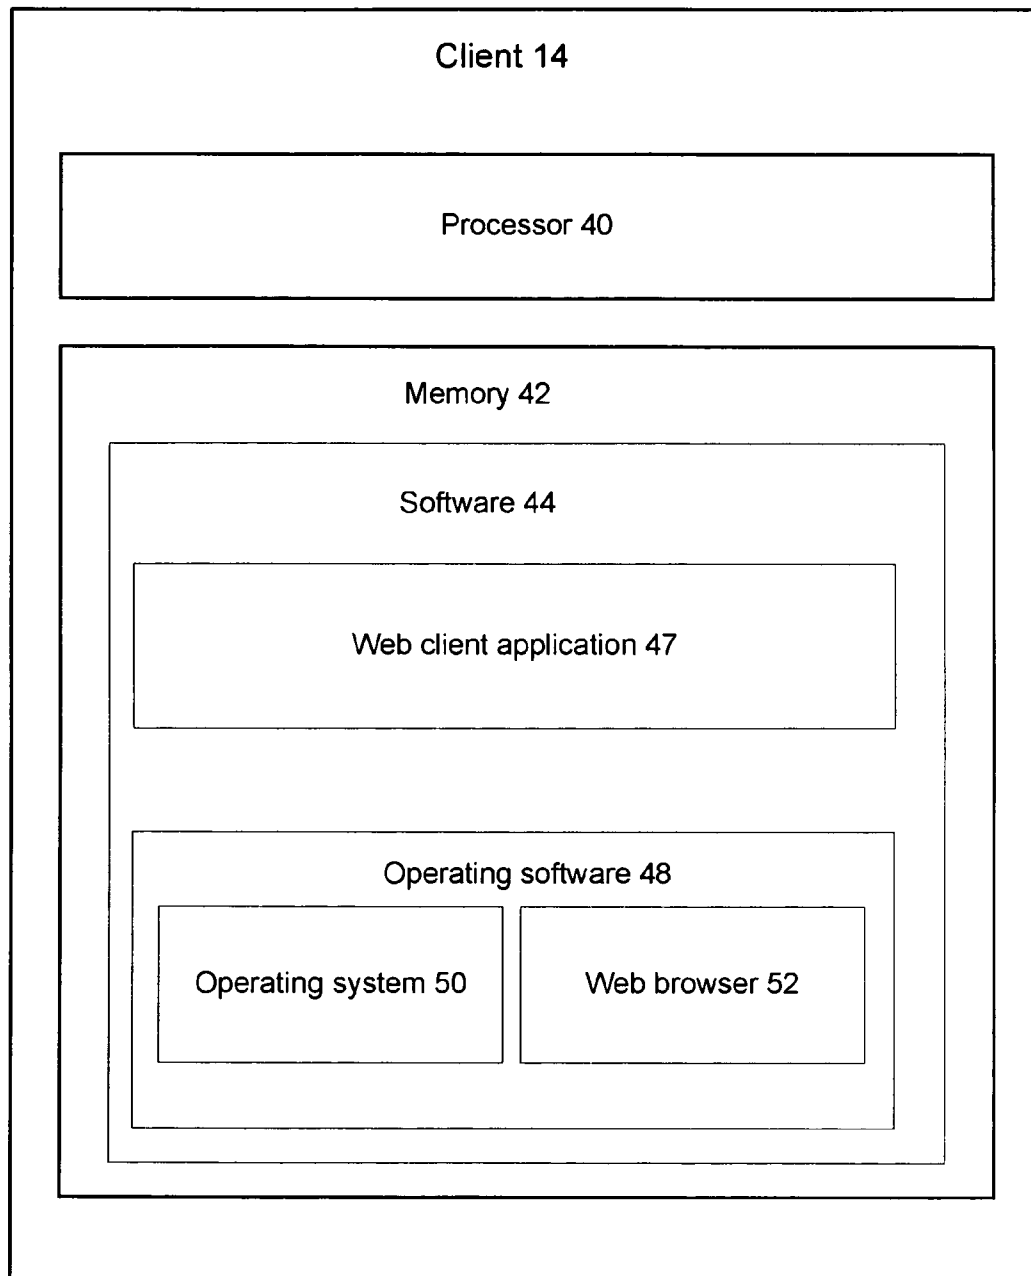 Client 14
Processor 40
Memory 42
Software 44
Web client application 47
Operating software 48
Operating system 50
Web browser 52